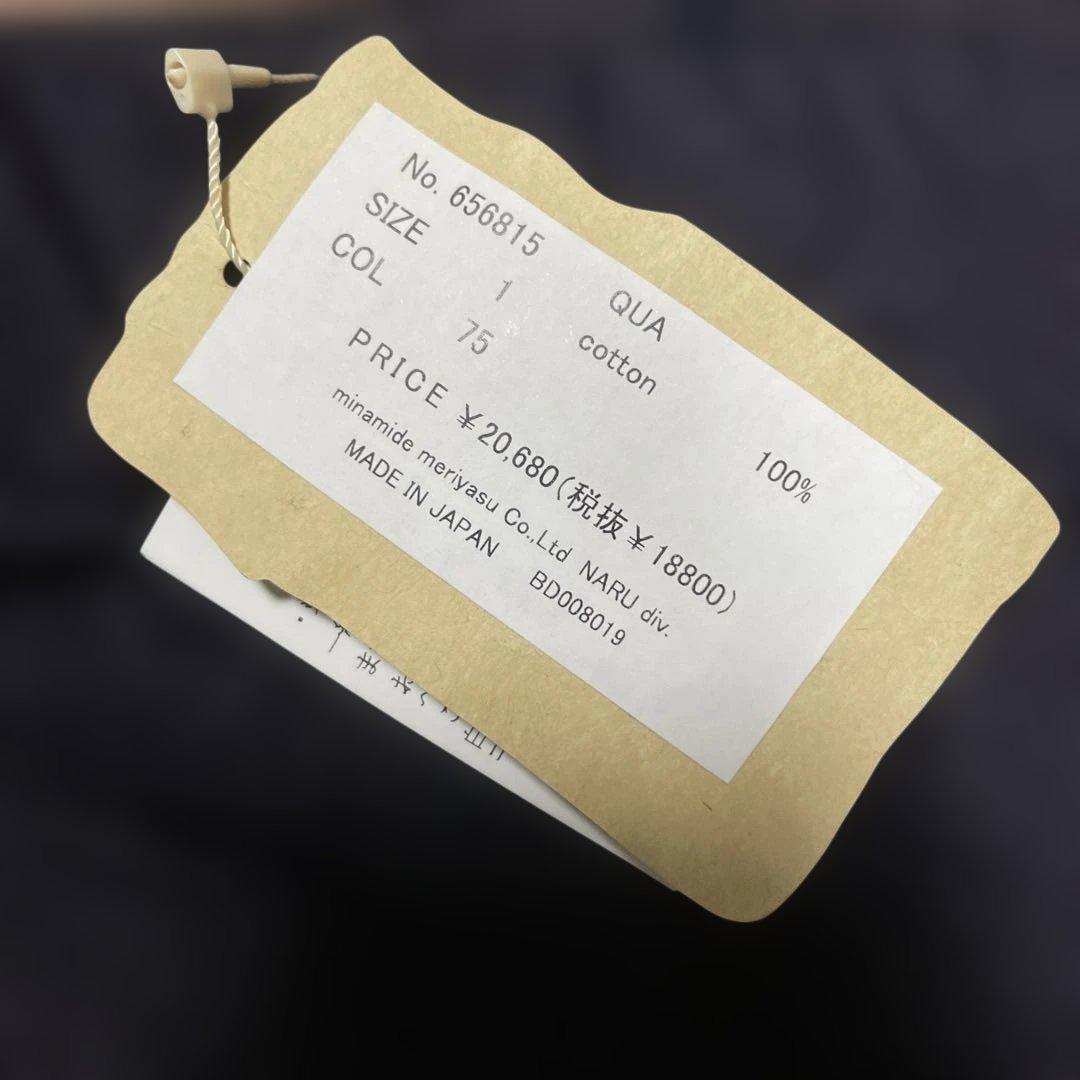 No. 656815
SIZE 1
COL 75
QUA
cotton 100%
PRICE ¥20,680(税抜¥18800)
minamide meriyasu Co.,Ltd NARU div.
MADE IN JAPAN BD008019